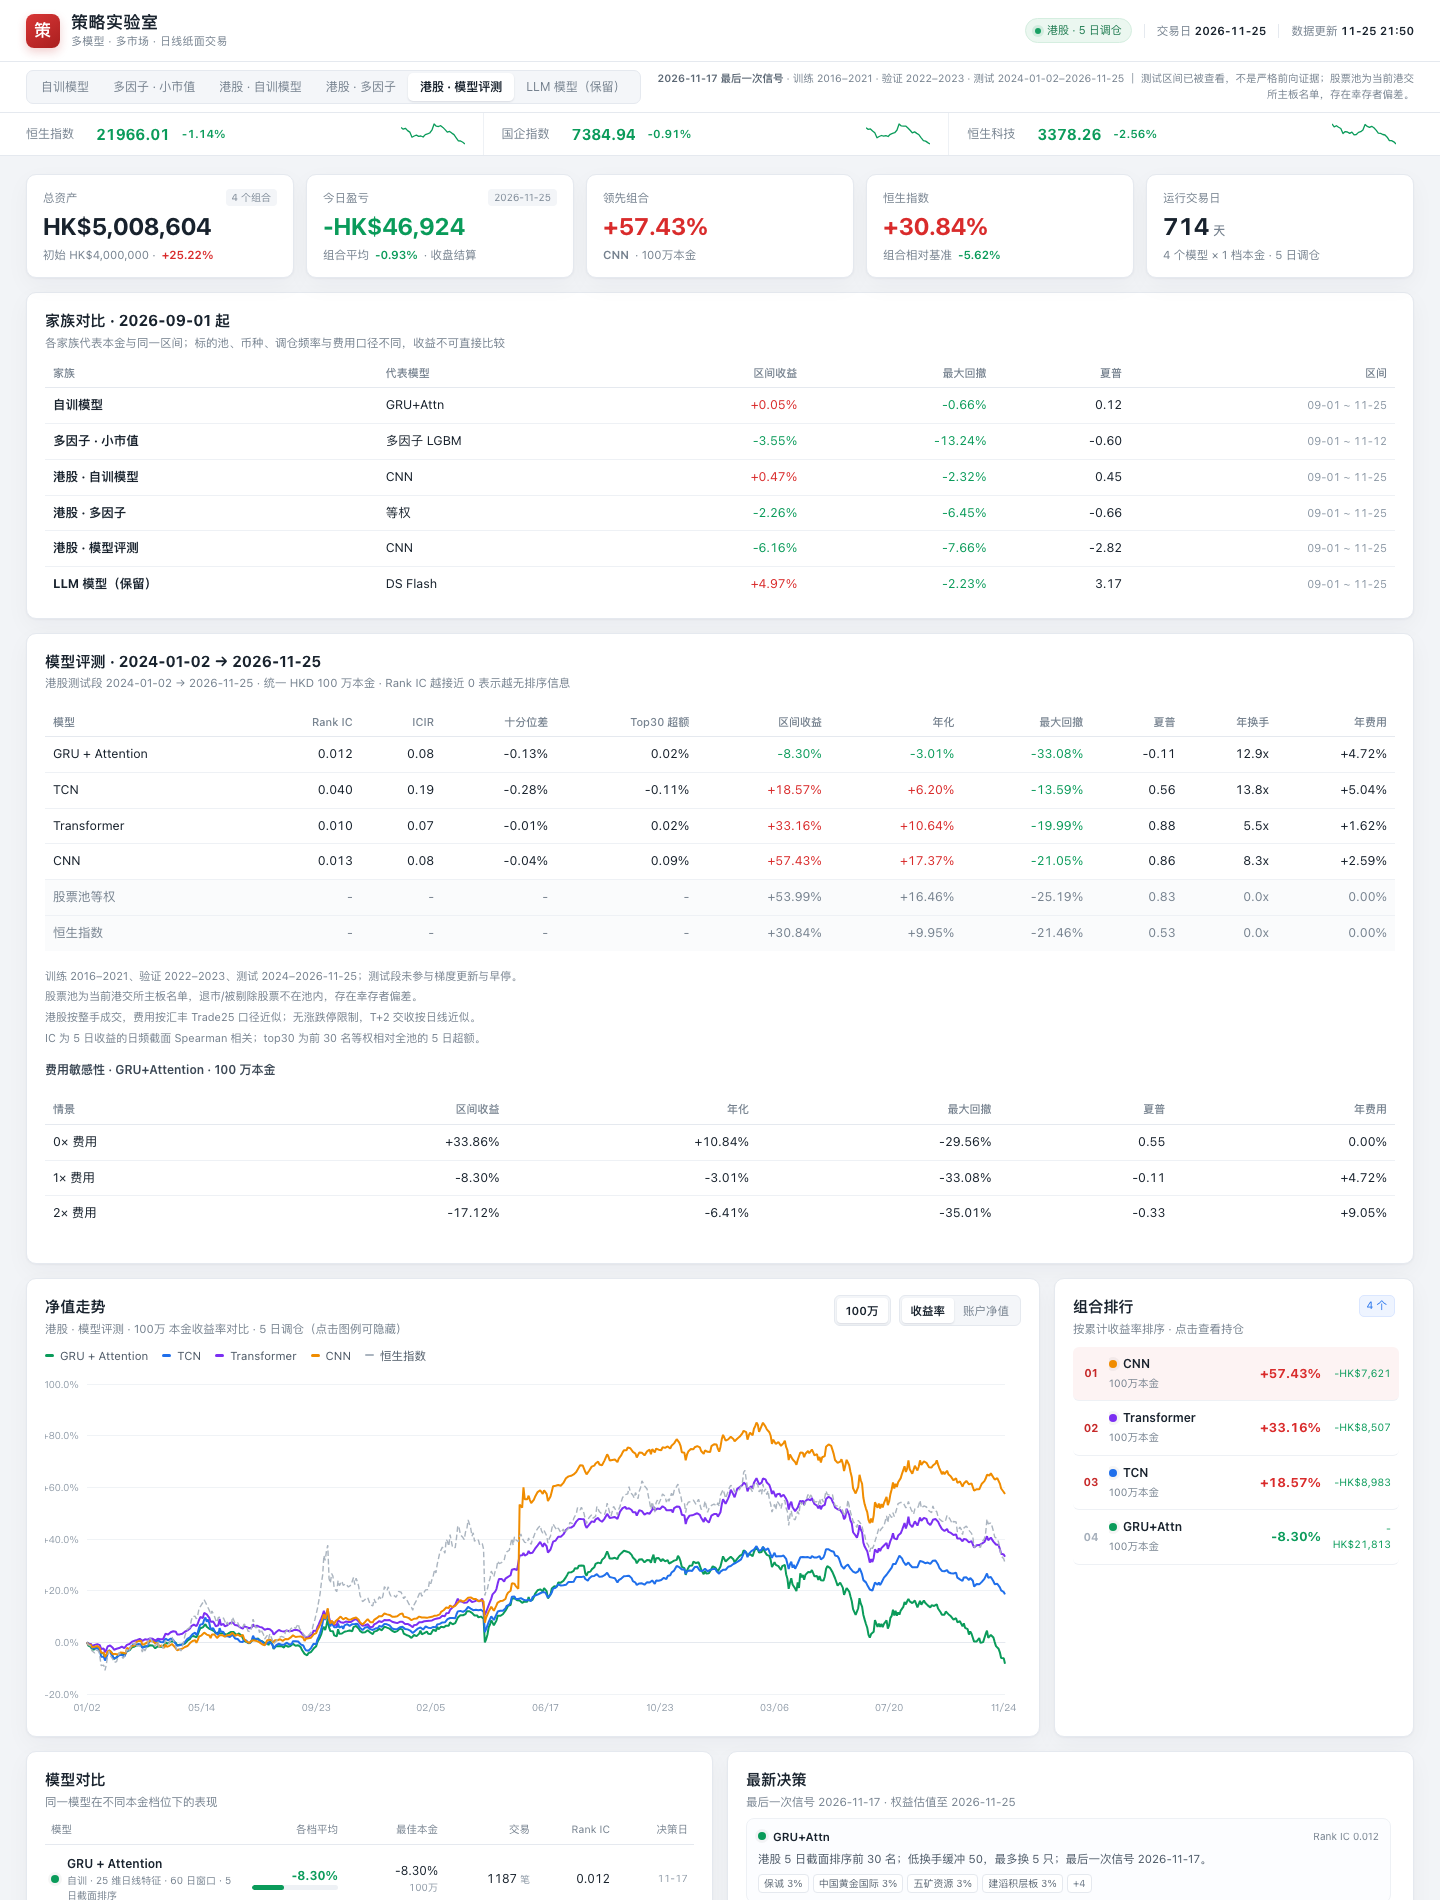 策
策略实验室
多模型 · 多市场 · 日线纸面交易
港股 · 5 日调仓
交易日 2026-11-25
数据更新 11-25 21:50
自训模型
多因子 · 小市值
港股 · 自训模型
港股 · 多因子
港股 · 模型评测
LLM 模型（保留）
2026-11-17 最后一次信号 · 训练 2016–2021 · 验证 2022–2023 · 测试 2024-01-02–2026-11-25 ｜ 测试区间已被查看，不是严格前向证据；股票池为当前港交
所主板名单，存在幸存者偏差。
恒生指数 21966.01 -1.14%
国企指数 7384.94 -0.91%
恒生科技 3378.26 -2.56%
总资产 4 个组合
HK$5,008,604
初始 HK$4,000,000 · +25.22%
今日盈亏 2026-11-25
-HK$46,924
组合平均 -0.93% · 收盘结算
领先组合
+57.43%
CNN · 100万本金
恒生指数
+30.84%
组合相对基准 -5.62%
运行交易日
714 天
4 个模型 × 1 档本金 · 5 日调仓
家族对比 · 2026-09-01 起
各家族代表本金与同一区间；标的池、币种、调仓频率与费用口径不同，收益不可直接比较
家族 代表模型 区间收益 最大回撤 夏普 区间
自训模型 GRU+Attn +0.05% -0.66% 0.12 09-01 ~ 11-25
多因子 · 小市值 多因子 LGBM -3.55% -13.24% -0.60 09-01 ~ 11-12
港股 · 自训模型 CNN +0.47% -2.32% 0.45 09-01 ~ 11-25
港股 · 多因子 等权 -2.26% -6.45% -0.66 09-01 ~ 11-25
港股 · 模型评测 CNN -6.16% -7.66% -2.82 09-01 ~ 11-25
LLM 模型（保留） DS Flash +4.97% -2.23% 3.17 09-01 ~ 11-25
模型评测 · 2024-01-02 → 2026-11-25
港股测试段 2024-01-02 → 2026-11-25 · 统一 HKD 100 万本金 · Rank IC 越接近 0 表示越无排序信息
模型 Rank IC ICIR 十分位差 Top30 超额 区间收益 年化 最大回撤 夏普 年换手 年费用
GRU + Attention 0.012 0.08 -0.13% 0.02% -8.30% -3.01% -33.08% -0.11 12.9x +4.72%
TCN 0.040 0.19 -0.28% -0.11% +18.57% +6.20% -13.59% 0.56 13.8x +5.04%
Transformer 0.010 0.07 -0.01% 0.02% +33.16% +10.64% -19.99% 0.88 5.5x +1.62%
CNN 0.013 0.08 -0.04% 0.09% +57.43% +17.37% -21.05% 0.86 8.3x +2.59%
股票池等权 - - - - +53.99% +16.46% -25.19% 0.83 0.0x 0.00%
恒生指数 - - - - +30.84% +9.95% -21.46% 0.53 0.0x 0.00%
训练 2016–2021、验证 2022–2023、测试 2024–2026-11-25；测试段未参与梯度更新与早停。
股票池为当前港交所主板名单，退市/被剔除股票不在池内，存在幸存者偏差。
港股按整手成交，费用按汇丰 Trade25 口径近似；无涨跌停限制，T+2 交收按日线近似。
IC 为 5 日收益的日频截面 Spearman 相关；top30 为前 30 名等权相对全池的 5 日超额。
费用敏感性 · GRU+Attention · 100 万本金
情景 区间收益 年化 最大回撤 夏普 年费用
0× 费用 +33.86% +10.84% -29.56% 0.55 0.00%
1× 费用 -8.30% -3.01% -33.08% -0.11 +4.72%
2× 费用 -17.12% -6.41% -35.01% -0.33 +9.05%
净值走势
港股 · 模型评测 · 100万 本金收益率对比 · 5 日调仓（点击图例可隐藏）
100万
收益率 账户净值
GRU + Attention TCN Transformer CNN 恒生指数
100.0%
+80.0%
+60.0%
+40.0%
+20.0%
0.0%
-20.0%
01/02 05/14 09/23 02/05 06/17 10/23 03/06 07/20 11/24
组合排行 4 个
按累计收益率排序 · 点击查看持仓
01 CNN +57.43% -HK$7,621
100万本金
02 Transformer +33.16% -HK$8,507
100万本金
03 TCN +18.57% -HK$8,983
100万本金
04 GRU+Attn -8.30% -HK$21,813
100万本金
模型对比
同一模型在不同本金档位下的表现
模型 各档平均 最佳本金 交易 Rank IC 决策日
GRU + Attention -8.30% -8.30% 1187 笔 0.012 11-17
自训 · 25 维日线特征 · 60 日窗口 · 5 100万
日截面排序
最新决策
最后一次信号 2026-11-17 · 权益估值至 2026-11-25
GRU+Attn Rank IC 0.012
港股 5 日截面排序前 30 名；低换手缓冲 50，最多换 5 只；最后一次信号 2026-11-17。
保诚 3% 中国黄金国际 3% 五矿资源 3% 建滔积层板 3% +4